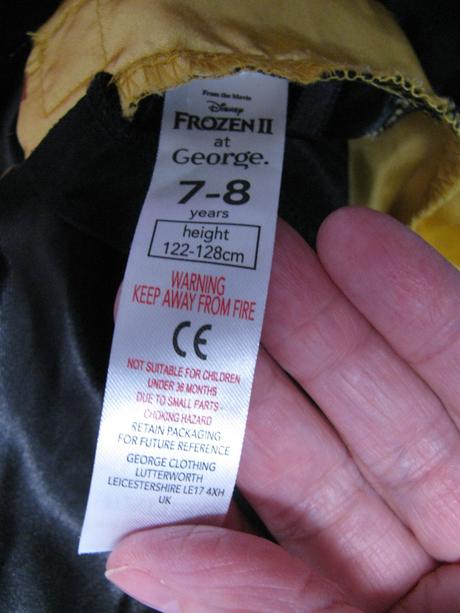 From the Movie
Disney
FROZEN II
at
George.
7-8
years
height
122-128cm
WARNING
KEEP AWAY FROM FIRE
CE
NOT SUITABLE FOR CHILDREN
UNDER 36 MONTHS
DUE TO SMALL PARTS -
CHOKING HAZARD
RETAIN PACKAGING
FOR FUTURE REFERENCE
GEORGE CLOTHING
LUTTERWORTH
LEICESTERSHIRE LE17 4XH
UK